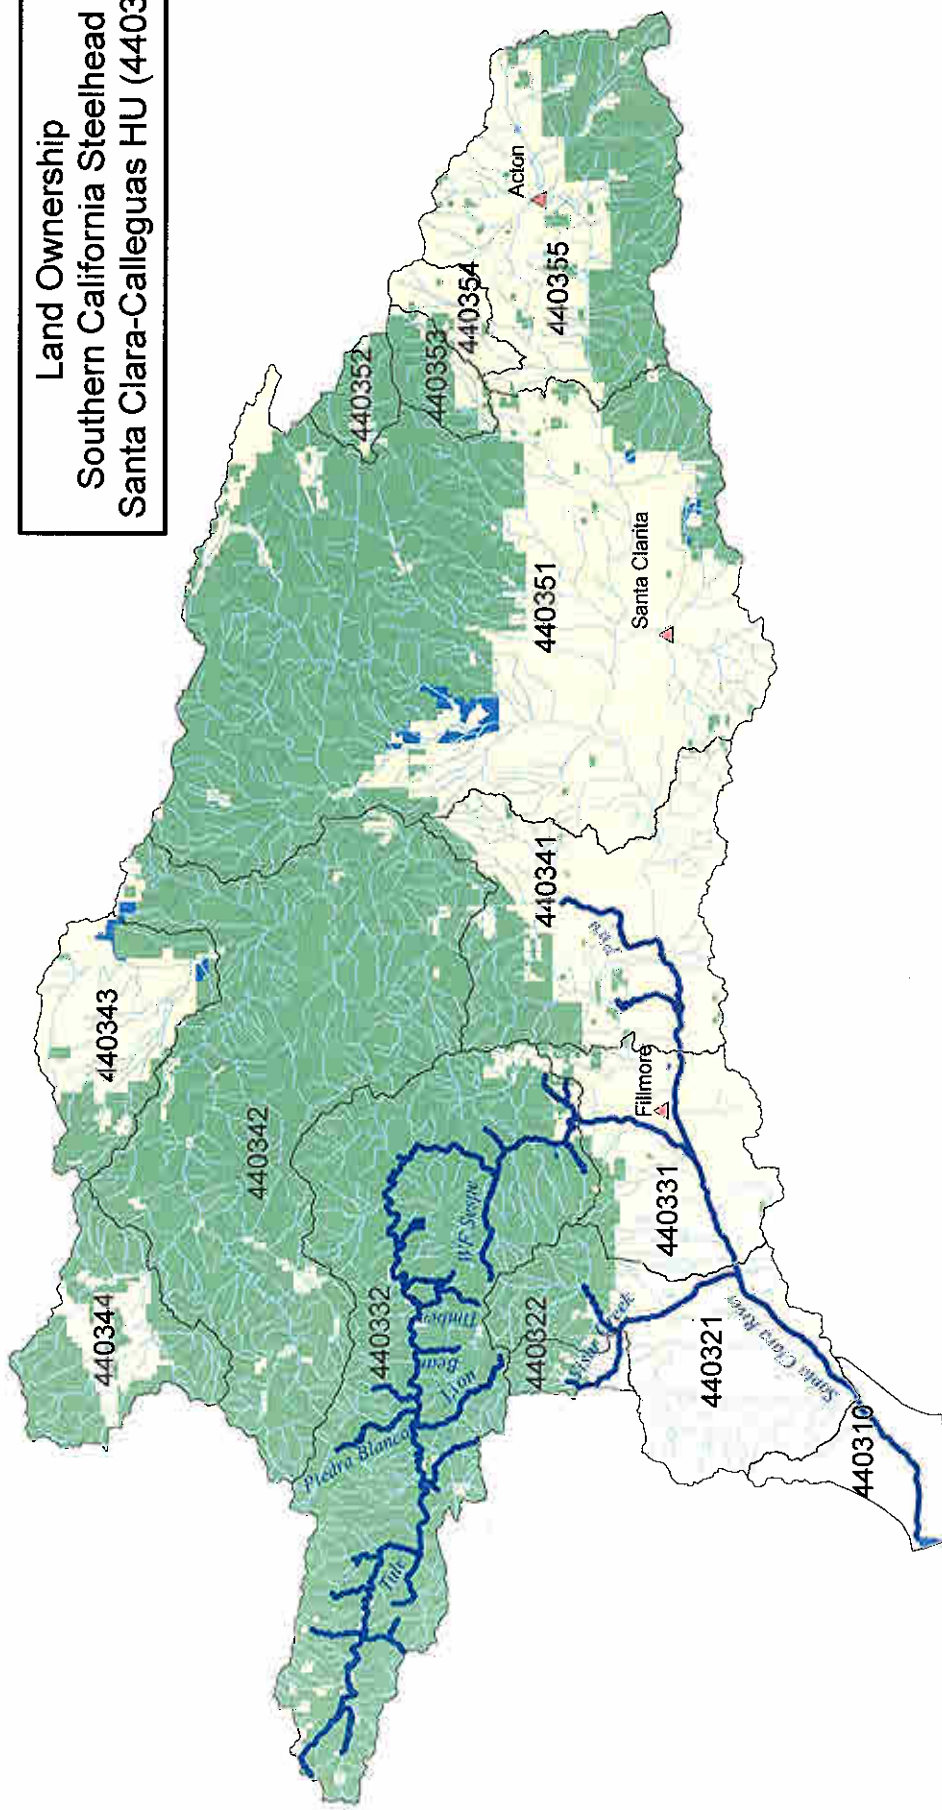 Land Ownership
Southern California Steelhead
Santa Clara-Calleguas HU (4403
Acton
440354
440355
440352
440353
440351
Santa Clarita
440341
Piru
440343
440342
Fillmore
440331
440344
440332
WF Sespe
Timber
Bear
Lion
440322
Creek
440321
Santa Clara River
Piedra Blanca
Tule
440310